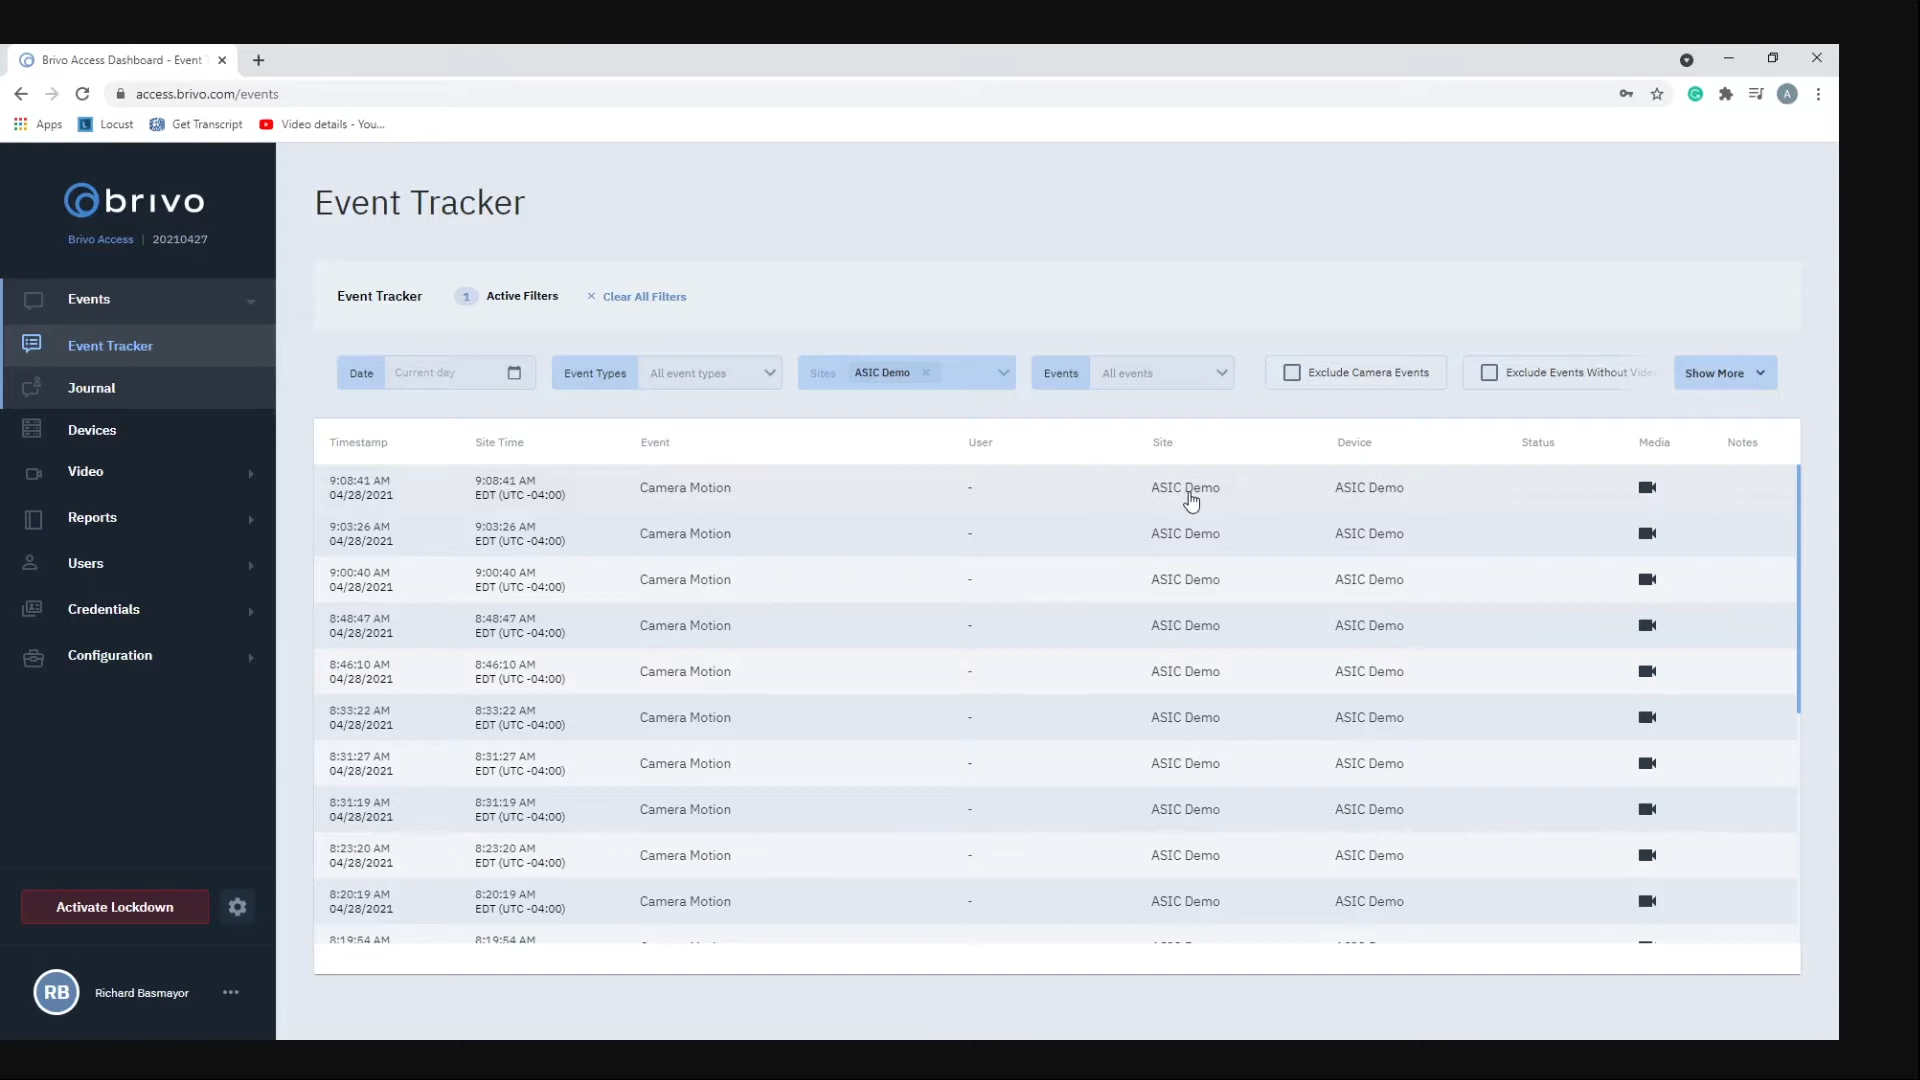 Brivo Access Dashboard - Event
access.brivo.com/events
A
Apps
Locust
Get Transcript
Video details - You...
brivo
Brivo Access | 20210427
Events
Event Tracker
Journal
Devices
Video
Reports
Users
Credentials
Configuration
Activate Lockdown
RB
Richard Basmayor
Event Tracker
Event Tracker
1
Active Filters
Clear All Filters
Date
Current day
Event Types
All event types
Sites
ASIC Demo
Events
All events
Exclude Camera Events
Exclude Events Without
Show More
Timestamp Site Time Event User Site Device Status Media Notes
9:08:41 AM 9:08:41 AM
04/28/2021 EDT (UTC -04:00) Camera Motion - ASIC Demo ASIC Demo
9:03:26 AM 9:03:26 AM
04/28/2021 EDT (UTC -04:00) Camera Motion - ASIC Demo ASIC Demo
9:00:40 AM 9:00:40 AM
04/28/2021 EDT (UTC -04:00) Camera Motion - ASIC Demo ASIC Demo
8:48:47 AM 8:48:47 AM
04/28/2021 EDT (UTC -04:00) Camera Motion - ASIC Demo ASIC Demo
8:46:10 AM 8:46:10 AM
04/28/2021 EDT (UTC -04:00) Camera Motion - ASIC Demo ASIC Demo
8:33:22 AM 8:33:22 AM
04/28/2021 EDT (UTC -04:00) Camera Motion - ASIC Demo ASIC Demo
8:31:27 AM 8:31:27 AM
04/28/2021 EDT (UTC -04:00) Camera Motion - ASIC Demo ASIC Demo
8:31:19 AM 8:31:19 AM
04/28/2021 EDT (UTC -04:00) Camera Motion - ASIC Demo ASIC Demo
8:23:20 AM 8:23:20 AM
04/28/2021 EDT (UTC -04:00) Camera Motion - ASIC Demo ASIC Demo
8:20:19 AM 8:20:19 AM
04/28/2021 EDT (UTC -04:00) Camera Motion - ASIC Demo ASIC Demo
8:19:54 AM 8:19:54 AM